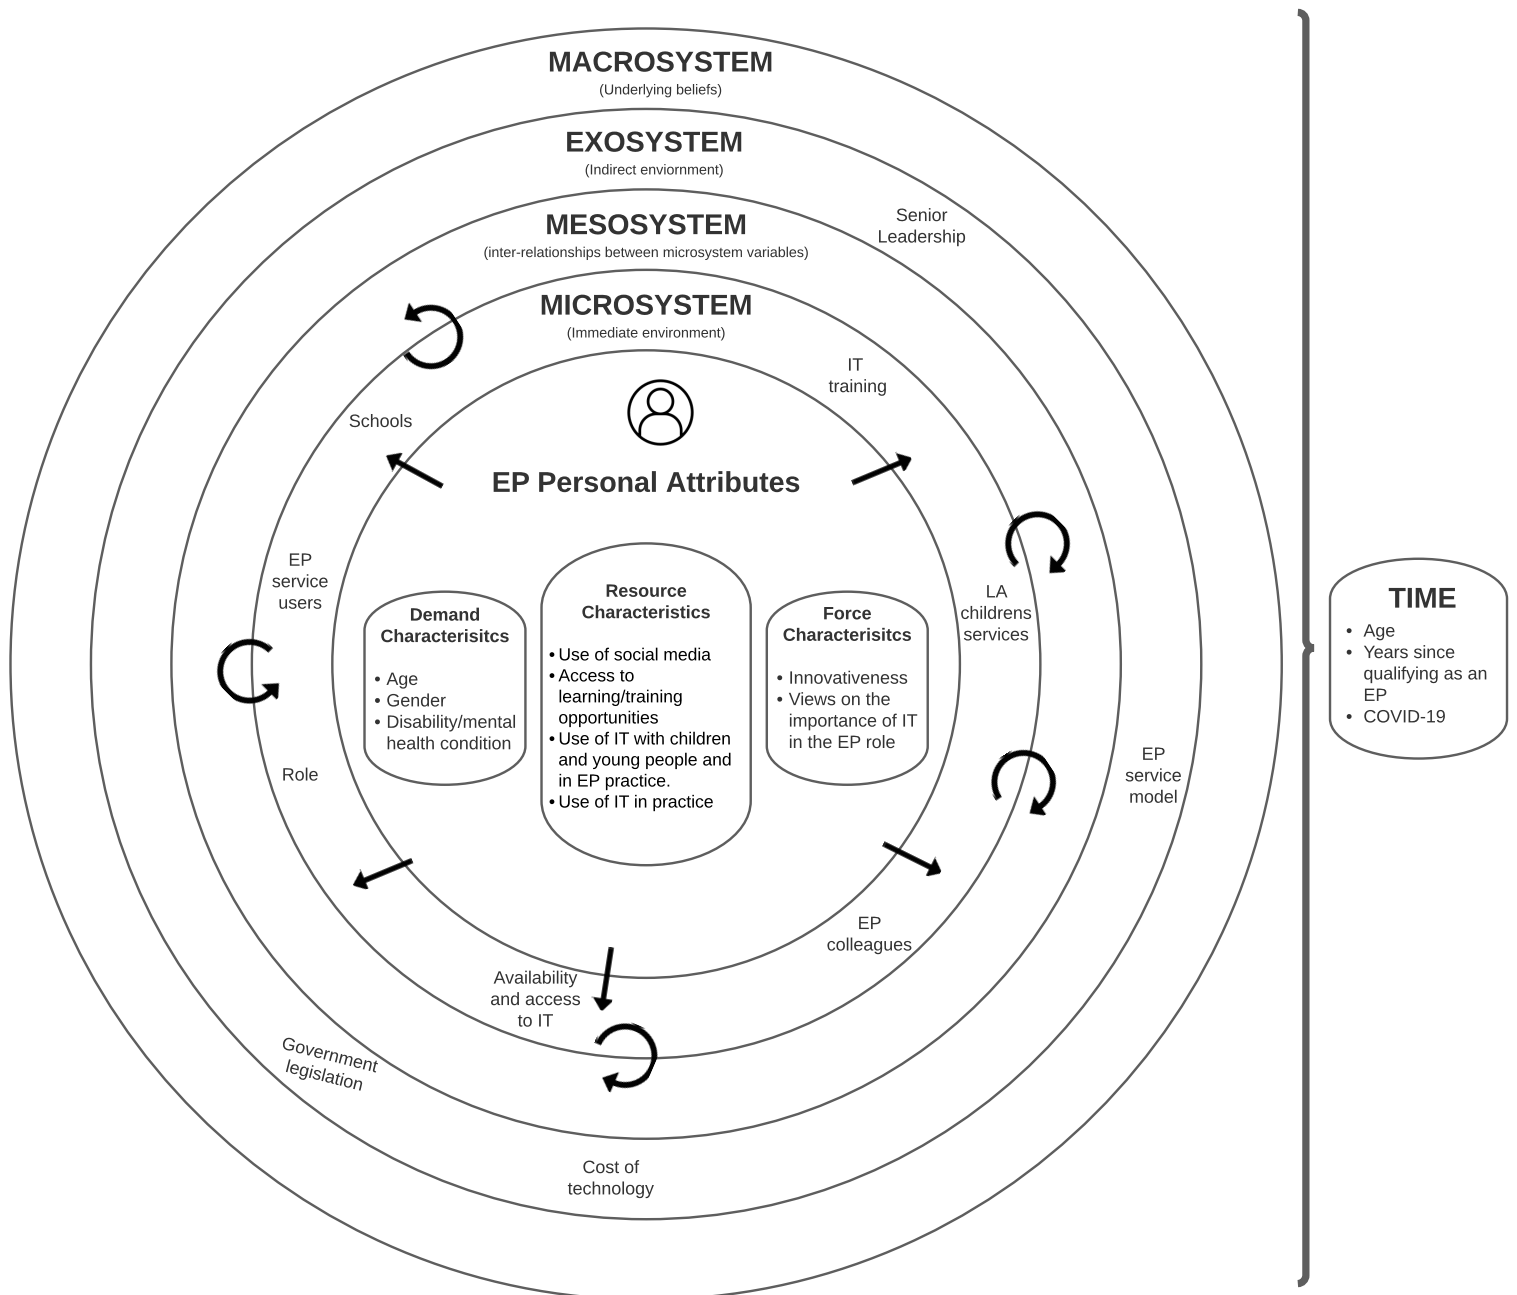 MACROSYSTEM
(Underlying beliefs)
EXOSYSTEM
(Indirect enviornment)
Senior
Leadership
MESOSYSTEM
(inter-relationships between microsystem variables)
MICROSYSTEM
(Immediate environment)
IT
training
Schools
EP Personal Attributes
EP
service
users
Demand
Characterisitcs
• Age
• Gender
• Disability/mental
health condition
Resource
Characteristics
• Use of social media
• Access to
learning/training
opportunities
• Use of IT with children
and young people and
in EP practice.
• Use of IT in practice
Force
Characterisitcs
• Innovativeness
• Views on the
importance of IT
in the EP role
LA
childrens
services
TIME
• Age
• Years since
qualifying as an
EP
• COVID-19
Role
EP
service
model
EP
colleagues
Availability
and access
to IT
Government
legislation
Cost of
technology